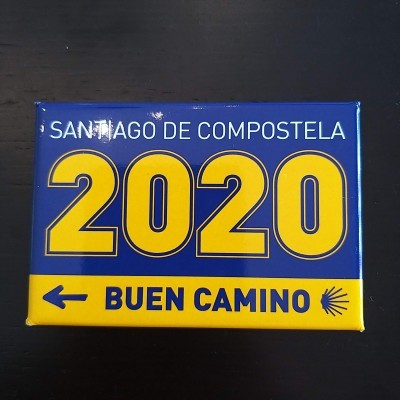 SANTIAGO DE COMPOSTELA
2020
BUEN CAMINO